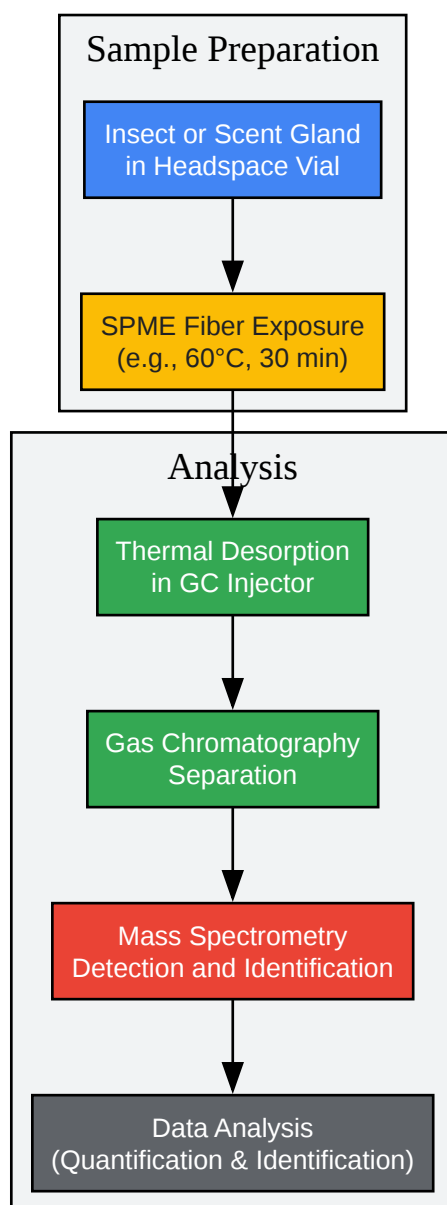 Sample Preparation
Insect or Scent Gland
in Headspace Vial
SPME Fiber Exposure
(e.g., 60°C, 30 min)
Analysis
Thermal Desorption
in GC Injector
Gas Chromatography
Separation
Mass Spectrometry
Detection and Identification
Data Analysis
(Quantification & Identification)